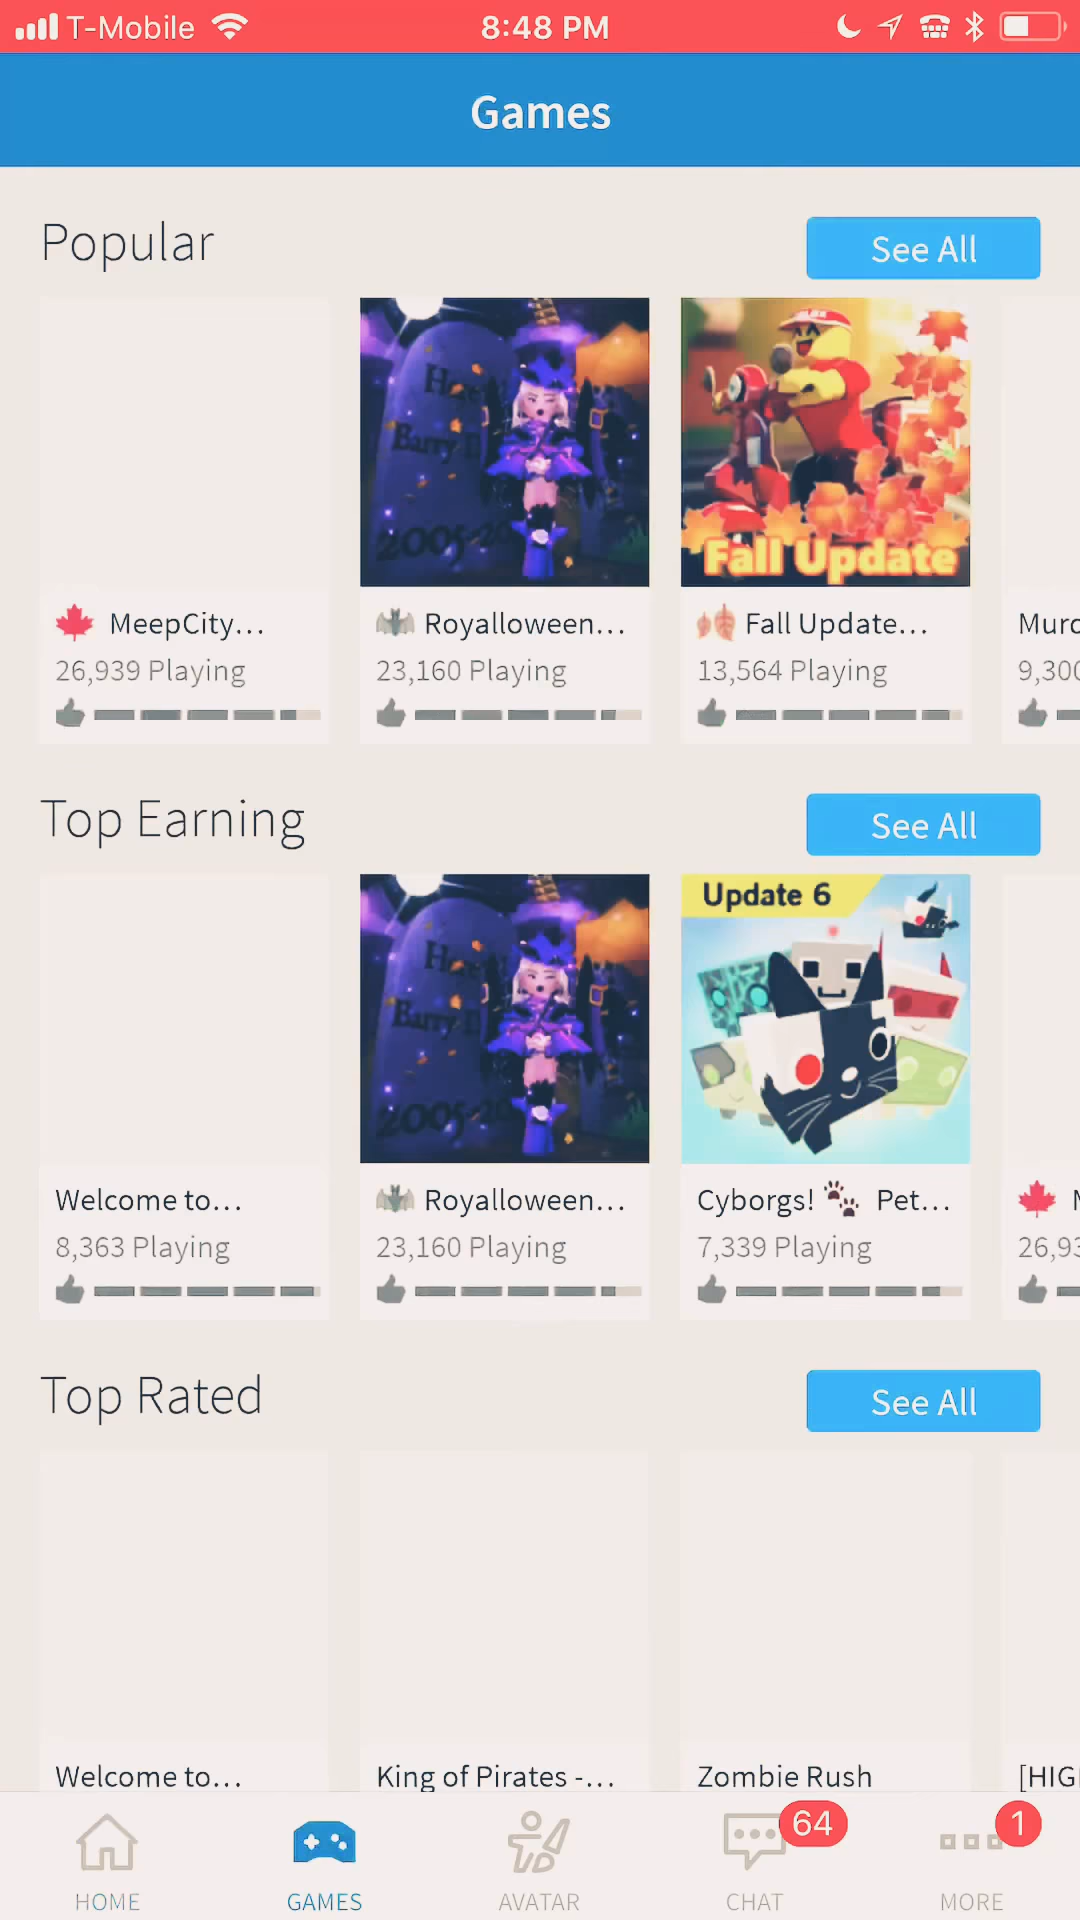 T-Mobile 8:48 PM
Games
Popular See All
Fall Update
MeepCity... Royalloween... Fall Update...
26,939 Playing 23,160 Playing 13,564 Playing 9,300
Top Earning See All
Update 6
Welcome to... Royalloween... Cyborgs! Pet...
8,363 Playing 23,160 Playing 7,339 Playing 26,93
Top Rated See All
Welcome to... King of Pirates -... Zombie Rush [HIG
64 1
HOME GAMES AVATAR CHAT MORE